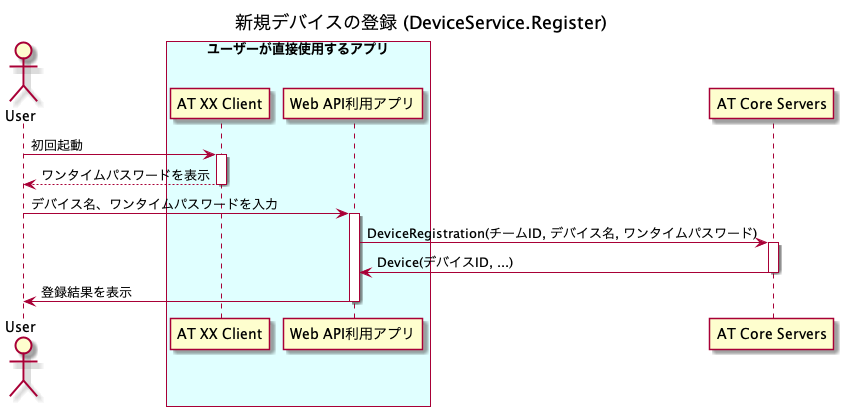 新規デバイスの登録 (DeviceService.Register)
ユーザーが直接使用するアプリ
User
AT XX Client
Web API利用アプリ
AT Core Servers
初回起動
ワンタイムパスワードを表示
デバイス名、ワンタイムパスワードを入力
DeviceRegistration(チームID, デバイス名, ワンタイムパスワード)
Device(デバイスID, ...)
登録結果を表示
User
AT XX Client
Web API利用アプリ
AT Core Servers